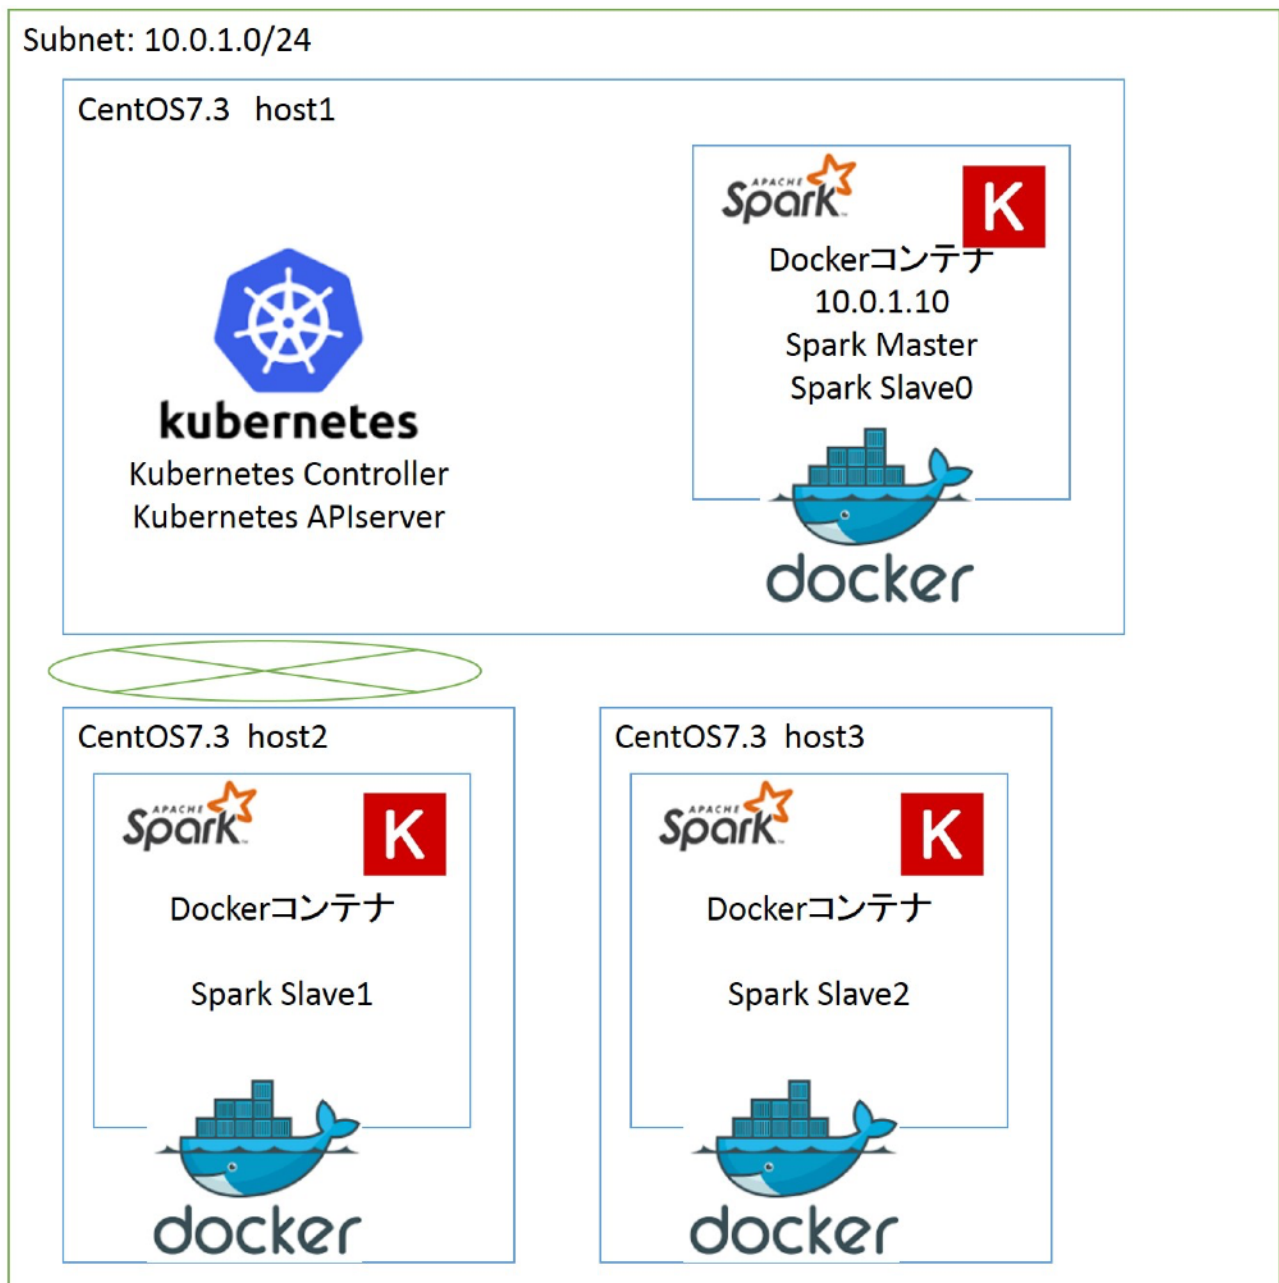 Subnet: 10.0.1.0/24
CentOS7.3 host1
APACHE
Spark
K
Dockerコンテナ
10.0.1.10
Spark Master
Spark Slave0
docker
kubernetes
Kubernetes Controller
Kubernetes APIserver
CentOS7.3 host2
APACHE
Spark
K
Dockerコンテナ
Spark Slave1
docker
CentOS7.3 host3
APACHE
Spark
K
Dockerコンテナ
Spark Slave2
docker